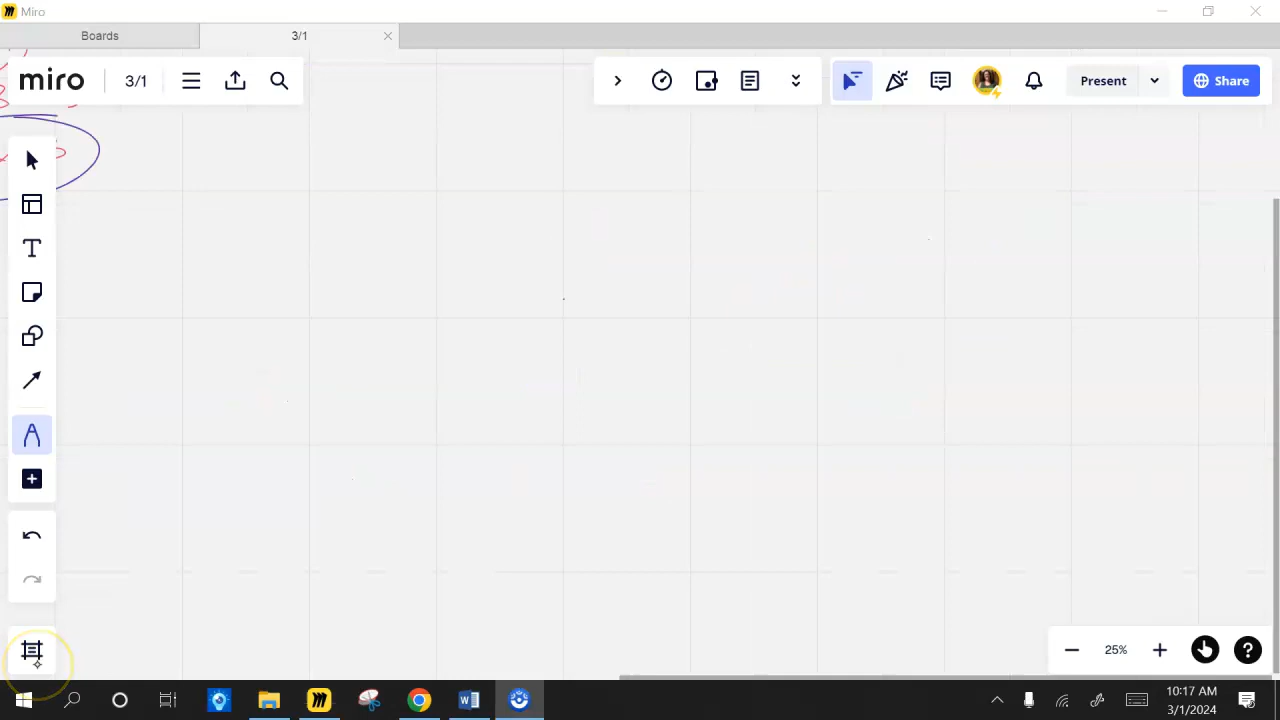 Miro
Boards 3/1
miro 3/1 Present Share
25%
10:17 AM
3/1/2024